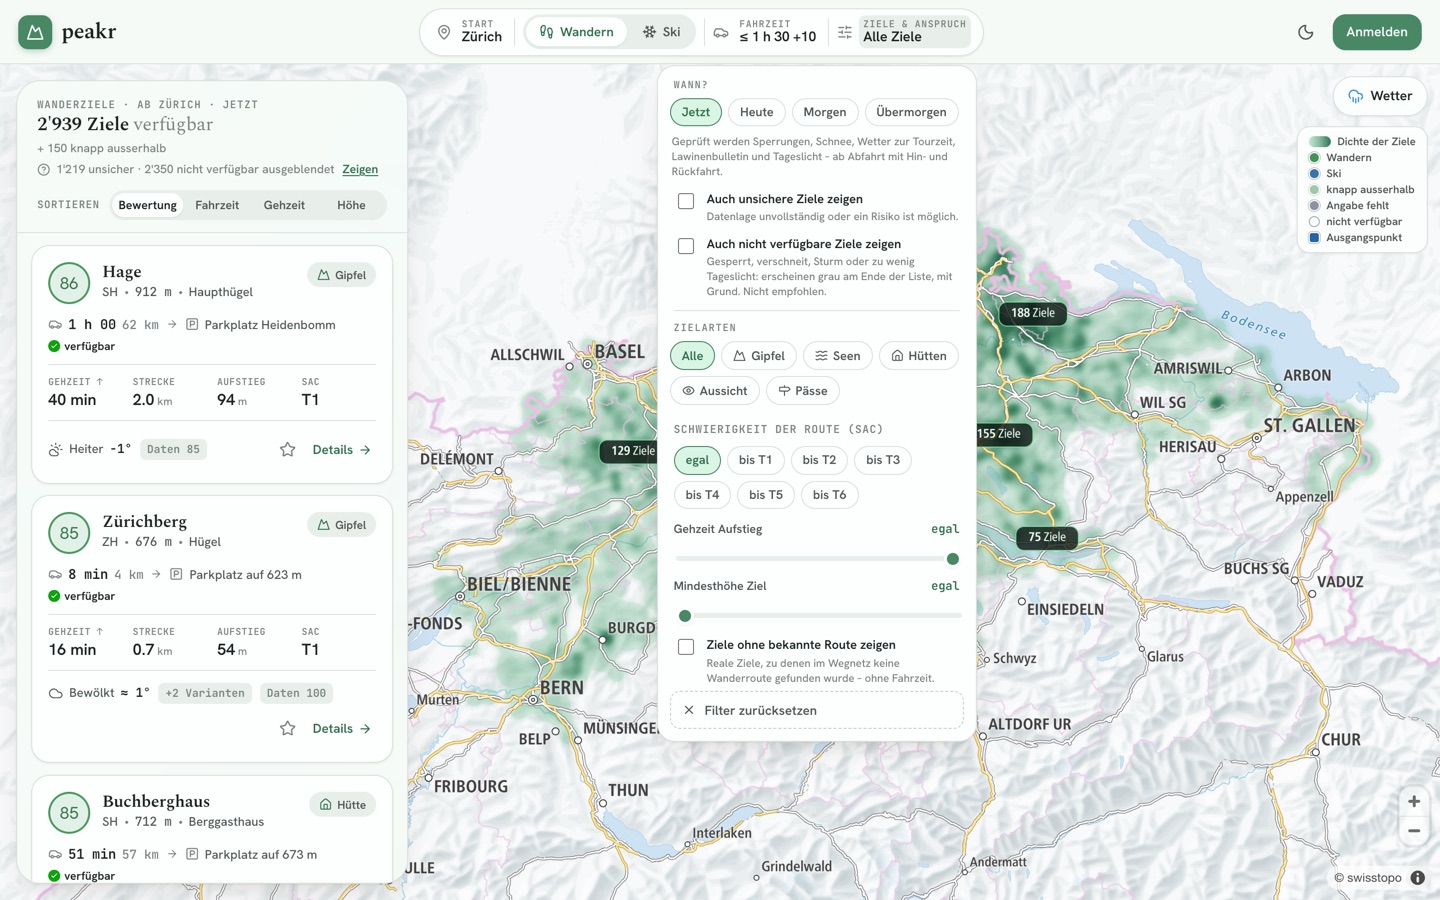 peakr
START
Zürich
Wandern
Ski
FAHRZEIT
≤ 1 h 30 +10
ZIELE & ANSPRUCH
Alle Ziele
Anmelden
WANDERZIELE · AB ZÜRICH · JETZT
2'939 Ziele verfügbar
+ 150 knapp ausserhalb
1'219 unsicher · 2'350 nicht verfügbar ausgeblendet Zeigen
SORTIEREN Bewertung Fahrzeit Gehzeit Höhe
86
Hage
SH • 912 m • Haupthügel
Gipfel
1 h 00 62 km → P Parkplatz Heidenbomm
verfügbar
GEHZEIT ↑ STRECKE AUFSTIEG SAC
40 min 2.0 km 94 m T1
Heiter -1° Daten 85 Details →
85
Zürichberg
ZH • 676 m • Hügel
Gipfel
8 min 4 km → P Parkplatz auf 623 m
verfügbar
GEHZEIT ↑ STRECKE AUFSTIEG SAC
16 min 0.7 km 54 m T1
Bewölkt ≈ 1° +2 Varianten Daten 100
Details →
85
Buchberghaus
SH • 712 m • Berggasthaus
Hütte
51 min 57 km → P Parkplatz auf 673 m
verfügbar
WANN?
Jetzt Heute Morgen Übermorgen
Geprüft werden Sperrungen, Schnee, Wetter zur Tourzeit,
Lawinenbulletin und Tageslicht – ab Abfahrt mit Hin- und
Rückfahrt.
Auch unsichere Ziele zeigen
Datenlage unvollständig oder ein Risiko ist möglich.
Auch nicht verfügbare Ziele zeigen
Gesperrt, verschneit, Sturm oder zu wenig
Tageslicht: erscheinen grau am Ende der Liste, mit
Grund. Nicht empfohlen.
ZIELARTEN
Alle Gipfel Seen Hütten
Aussicht Pässe
SCHWIERIGKEIT DER ROUTE (SAC)
egal bis T1 bis T2 bis T3
bis T4 bis T5 bis T6
Gehzeit Aufstieg egal
Mindesthöhe Ziel egal
Ziele ohne bekannte Route zeigen
Reale Ziele, zu denen im Wegnetz keine
Wanderroute gefunden wurde – ohne Fahrzeit.
Filter zurücksetzen
Wetter
Dichte der Ziele
Wandern
Ski
knapp ausserhalb
Angabe fehlt
nicht verfügbar
Ausgangspunkt
188 Ziele
Bodensee
ALLSCHWIL
BASEL
AMRISWIL
ARBON
WIL SG
ST. GALLEN
155 Ziele
129 Ziele
HERISAU
DELÉMONT
Appenzell
75 Ziele
BUCHS SG
VADUZ
BIEL/BIENNE
EINSIEDELN
-FONDS
BURGD
Schwyz
Glarus
BERN
Murten
ALTDORF UR
MÜNSINGE
BELP
CHUR
FRIBOURG
THUN
Interlaken
ULLE
Grindelwald
Andermatt
+
−
© swisstopo